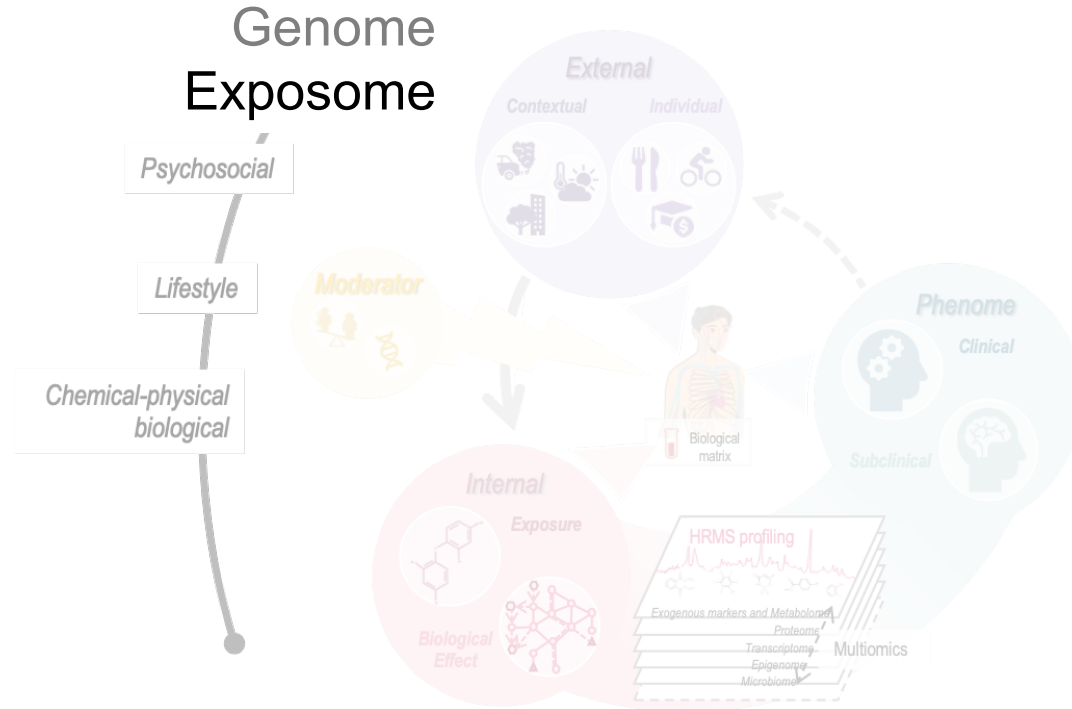 Genome
Exposome
Psychosocial
Lifestyle
Chemical-physical
biological
External
Contextual
Individual
Moderator
Phenome
Clinical
Subclinical
Biological
matrix
Internal
Exposure
Biological
Effect
HRMS profiling
Exogenous markers and Metabolome
Proteome
Transcriptome
Epigenome
Microbiome
Multiomics